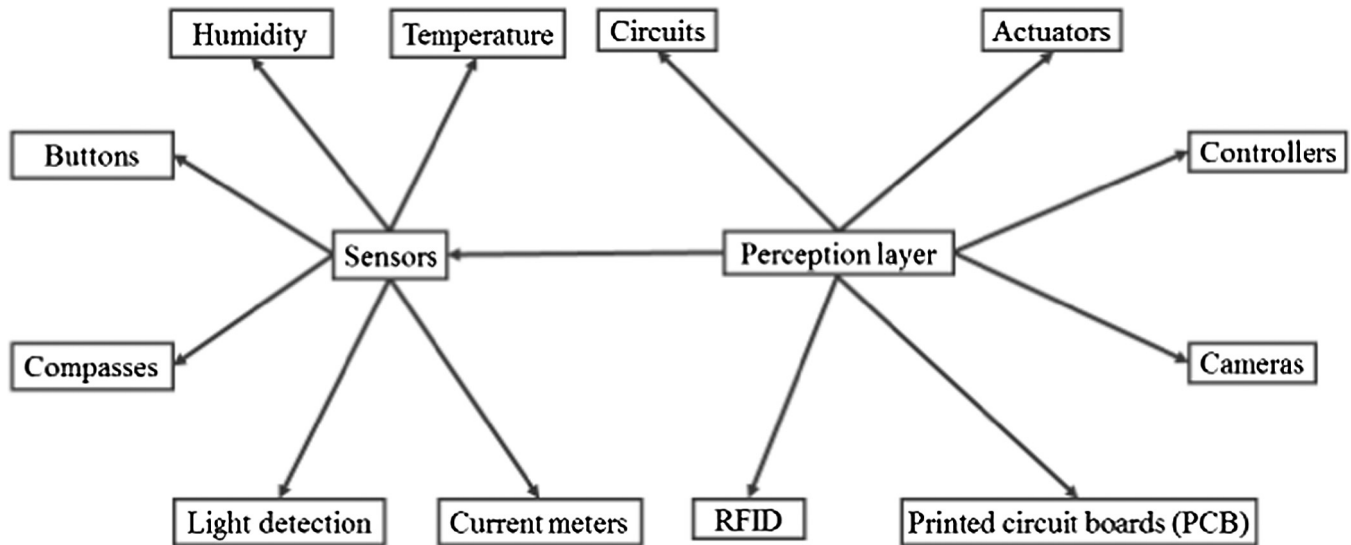 Humidity
Temperature
Circuits
Actuators
Buttons
Controllers
Sensors
Perception layer
Compasses
Cameras
Light detection
Current meters
RFID
Printed circuit boards (PCB)